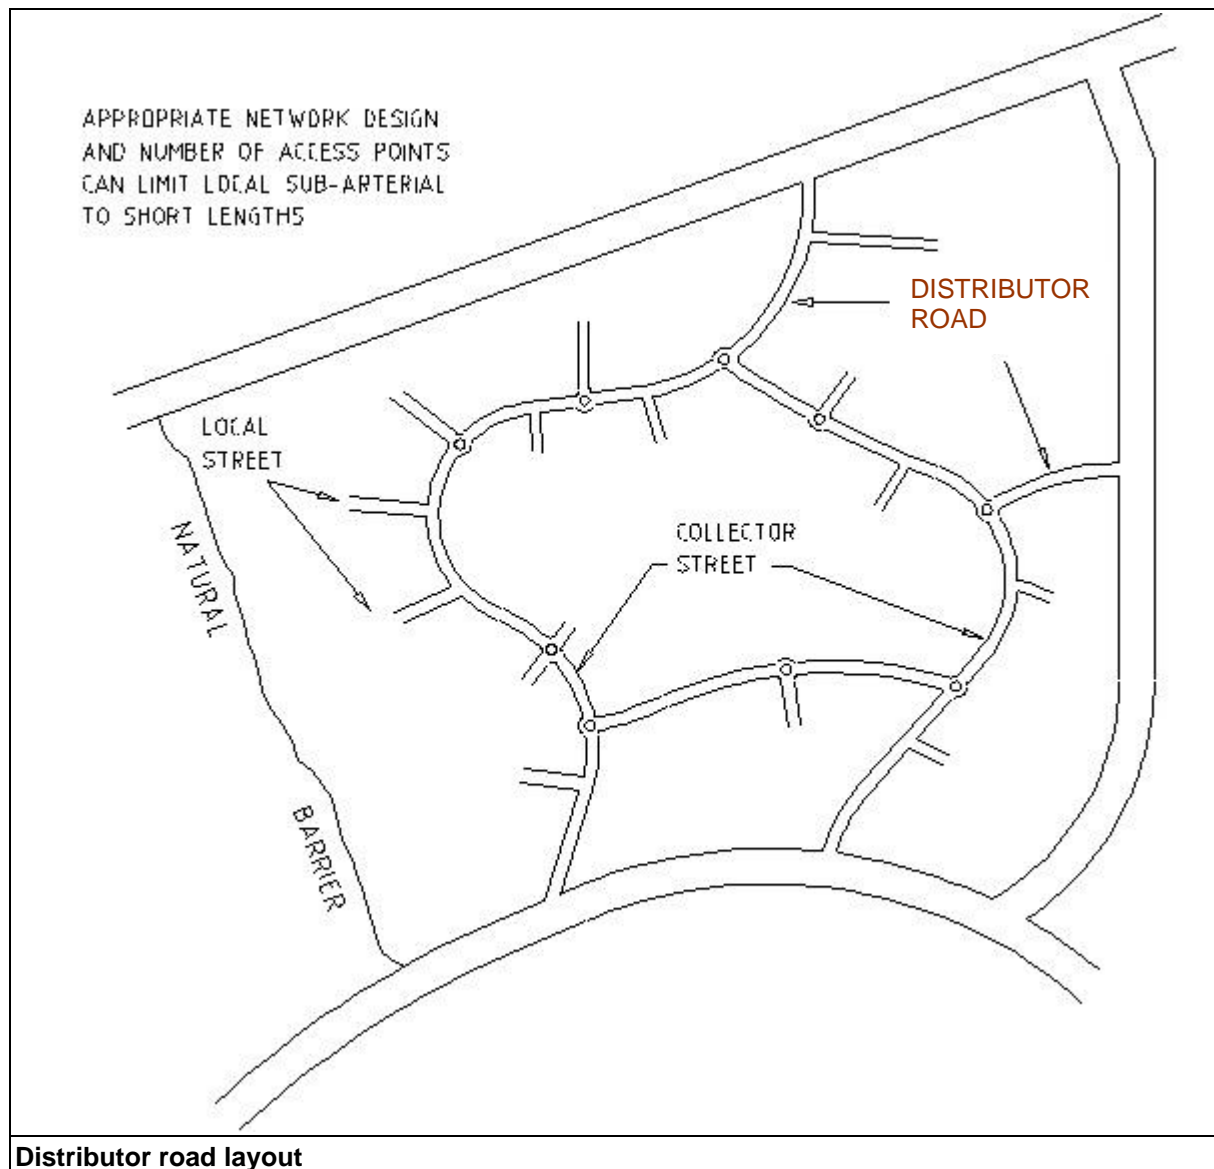 APPROPRIATE NETWORK DESIGN
AND NUMBER OF ACCESS POINTS
CAN LIMIT LOCAL SUB-ARTERIAL
TO SHORT LENGTHS
DISTRIBUTOR
ROAD
LOCAL
STREET
COLLECTOR
STREET
NATURAL
BARRIER
Distributor road layout